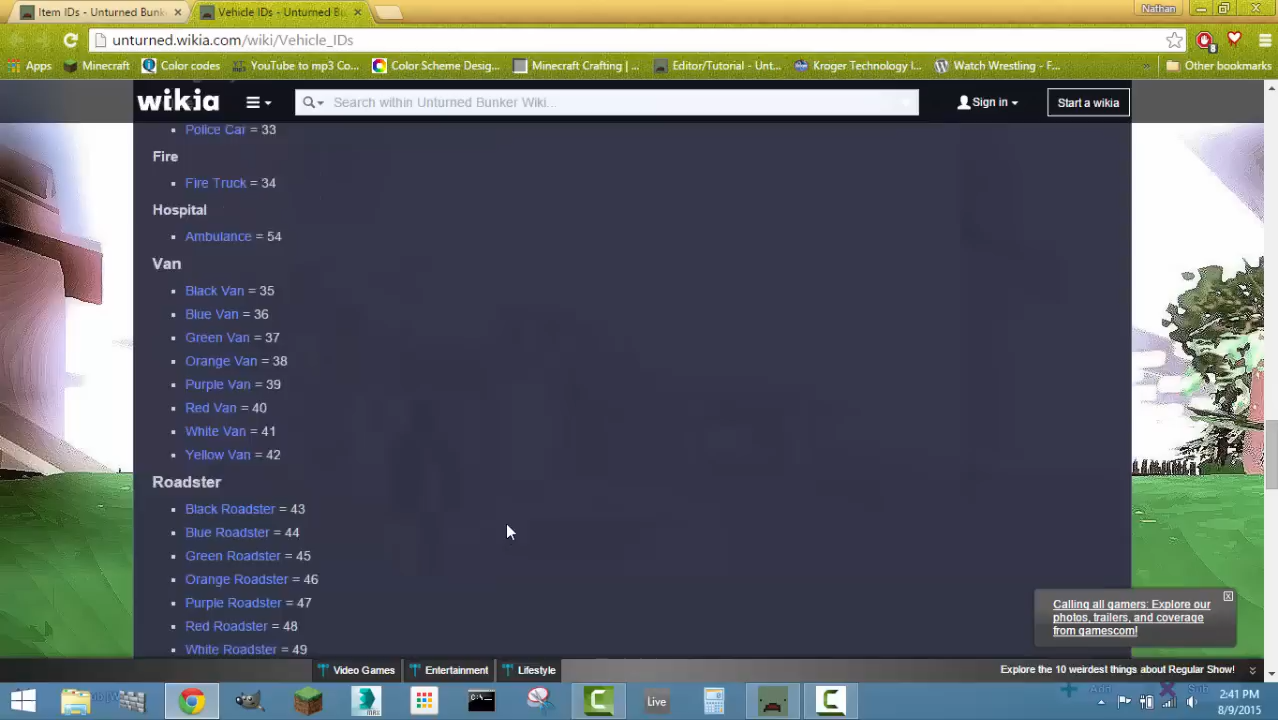 Item IDs - Unturned Bunk
Vehicle IDs - Unturned Bu
Nathan
unturned.wikia.com/wiki/Vehicle_IDs
Apps
Minecraft
Color codes
YouTube to mp3 Co...
Color Scheme Desig...
Minecraft Crafting | ...
Editor/Tutorial - Unt...
Kroger Technology I...
Watch Wrestling - F...
Other bookmarks
wikia
Search within Unturned Bunker Wiki...
Sign in
Start a wikia
Police Car = 33
Fire
Fire Truck = 34
Hospital
Ambulance = 54
Van
Black Van = 35
Blue Van = 36
Green Van = 37
Orange Van = 38
Purple Van = 39
Red Van = 40
White Van = 41
Yellow Van = 42
Roadster
Black Roadster = 43
Blue Roadster = 44
Green Roadster = 45
Orange Roadster = 46
Purple Roadster = 47
Red Roadster = 48
White Roadster = 49
Calling all gamers: Explore our
photos, trailers, and coverage
from gamescom!
Video Games
Entertainment
Lifestyle
Explore the 10 weirdest things about Regular Show!
Live
Add
Sub
2:41 PM
8/9/2015